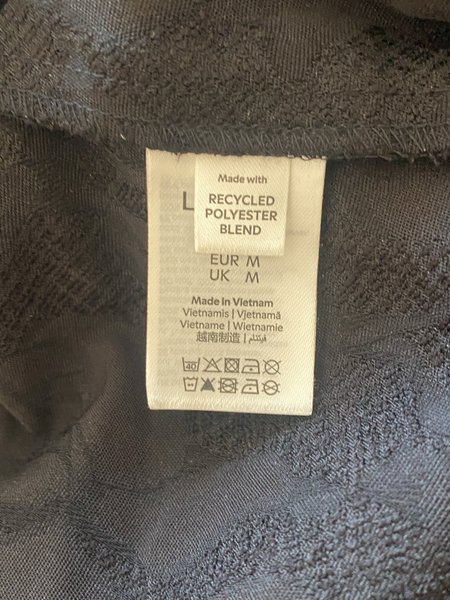 Made with
RECYCLED
POLYESTER
BLEND
L
EUR M
UK M
Made in Vietnam
Vietnamis | Vjetnamā
Vietname | Wietnamie
越南制造 | فيتنام
40